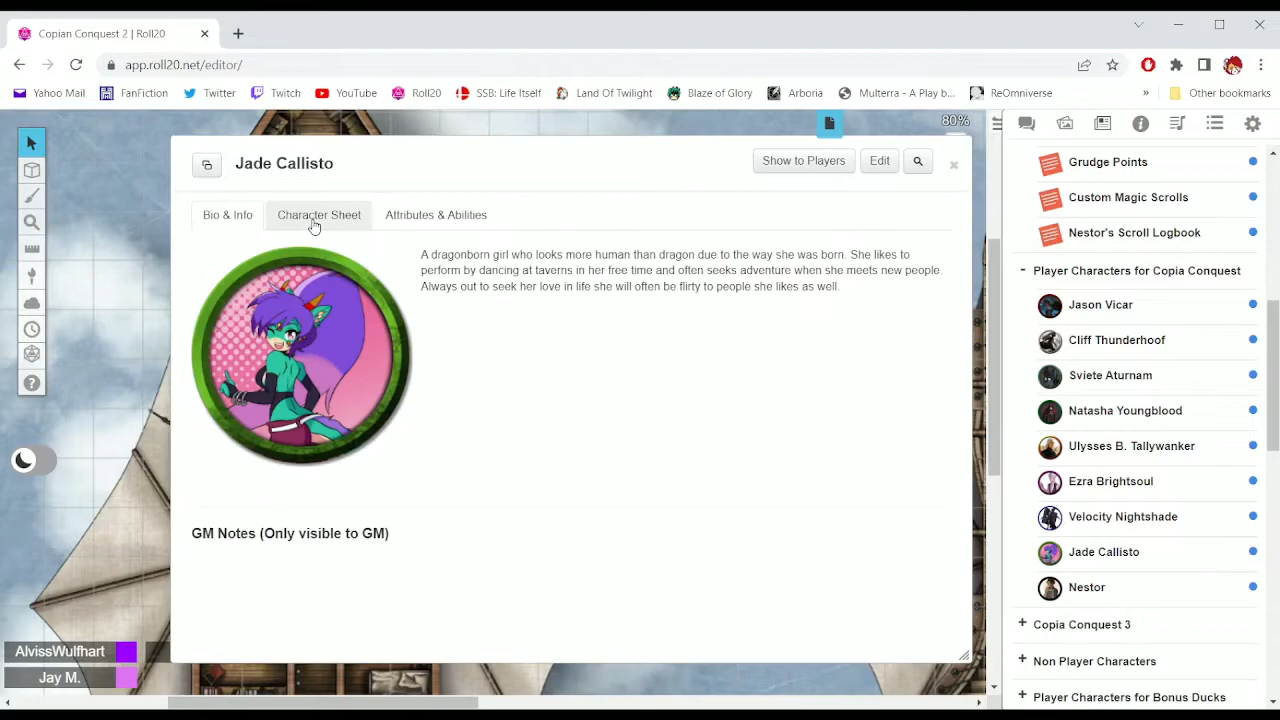 Copian Conquest 2 | Roll20
app.roll20.net/editor/
Yahoo Mail
FanFiction
Twitter
Twitch
YouTube
Roll20
SSB: Life Itself
Land Of Twilight
Blaze of Glory
Arboria
Multerra - A Play b...
ReOmniverse
»
Other bookmarks
80%
Jade Callisto
Show to Players
Edit
Bio & Info
Character Sheet
Attributes & Abilities
A dragonborn girl who looks more human than dragon due to the way she was born. She likes to
perform by dancing at taverns in her free time and often seeks adventure when she meets new people.
Always out to seek her love in life she will often be flirty to people she likes as well.
GM Notes (Only visible to GM)
AlvissWulfhart
Jay M.
Grudge Points
Custom Magic Scrolls
Nestor's Scroll Logbook
- Player Characters for Copia Conquest
Jason Vicar
Cliff Thunderhoof
Sviete Aturnam
Natasha Youngblood
Ulysses B. Tallywanker
Ezra Brightsoul
Velocity Nightshade
Jade Callisto
Nestor
+ Copia Conquest 3
+ Non Player Characters
+ Player Characters for Bonus Ducks